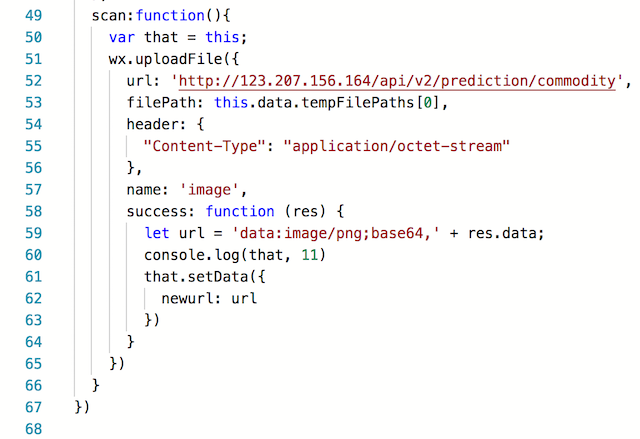 49 scan:function(){
50 var that = this;
51 wx.uploadFile({
52 url: 'http://123.207.156.164/api/v2/prediction/commodity',
53 filePath: this.data.tempFilePaths[0],
54 header: {
55 "Content-Type": "application/octet-stream"
56 },
57 name: 'image',
58 success: function (res) {
59 let url = 'data:image/png;base64,' + res.data;
60 console.log(that, 11)
61 that.setData({
62 newurl: url
63 })
64 }
65 })
66 }
67 })
68